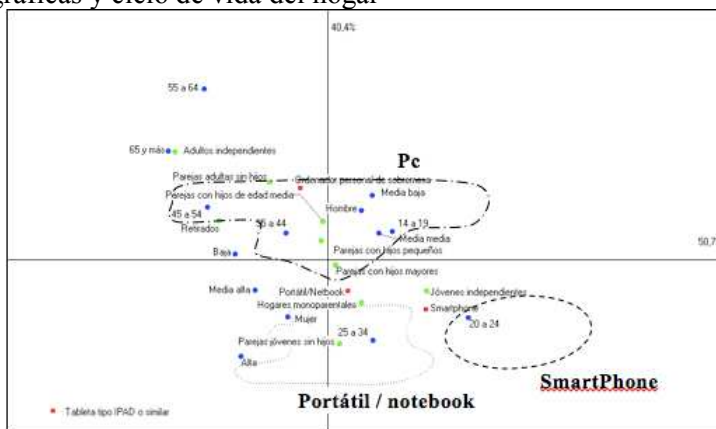 gráficas y ciclo de vida del hogar
40,4%
55 a 64
65 y más
Adultos independientes
Pc
Parejas adultas sin hijos
Ordenador personal de sobremesa
Parejas con hijos de edad media
Media baja
Hombre
45 a 54
Retirados
35 a 44
14 a 19
Media media
50,7
Parejas con hijos pequeños
Baja
Parejas con hijos mayores
Media alta
Portátil/Netbook
Jóvenes independientes
Hogares monoparentales
Smartphone
Mujer
20 a 24
25 a 34
Parejas jóvenes sin hijos
Alta
SmartPhone
Portátil / notebook
Tableta tipo IPAD o similar